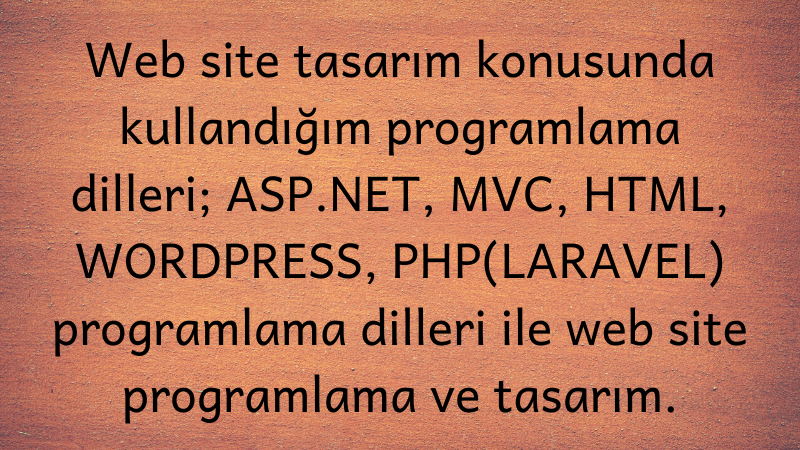 Web site tasarım konusunda
kullandığım programlama
dilleri; ASP.NET, MVC, HTML,
WORDPRESS, PHP(LARAVEL)
programlama dilleri ile web site
programlama ve tasarım.